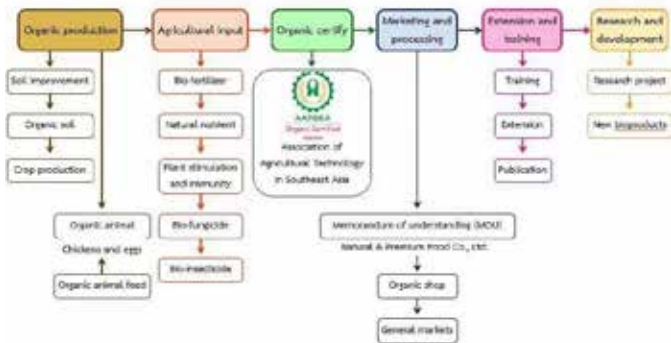 Organic production
Agricultural input
Organic certify
Marketing and
processing
Extension and
training
Research and
development
Soil improvement
Organic soil
Crop production
Organic animal
Chickens and eggs
Organic animal feed
Bio-fertilizer
Natural nutrient
Plant stimulation
and immunity
Bio-fungicide
Bio-insecticide
AATSEA
Organic Certified
Association of
Agricultural Technology
in Southeast Asia
Memorandum of understanding (MOU)
Natural & Premium Food Co., Ltd.
Organic shop
General markets
Training
Extension
Publication
Research project
New bioproducts